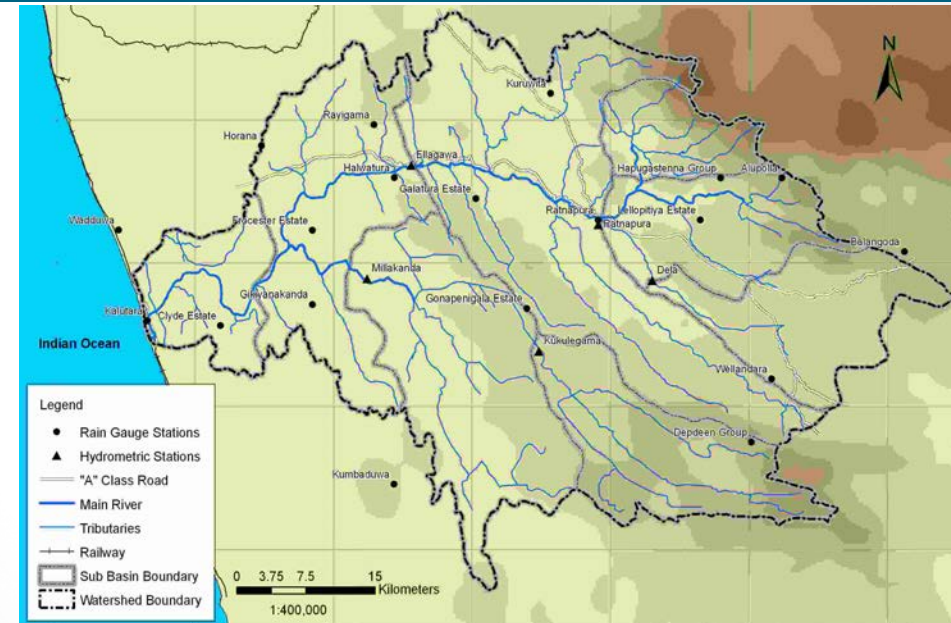 N
Kuruwita
Rayigama
Horana
Ellagawa
Halwatura
Hapugastenna Group
Alupolla
Galatura Estate
Ratnapura
Lellopitiya Estate
Wadduwa
Frocester Estate
Ratnapura
Balangoda
Millakanda
Dela
Gikiyanakanda
Gonapenigala Estate
Kalutara
Clyde Estate
Indian Ocean
Kukulegama
Wellandara
Depdeen Group
Kumbaduwa
Legend
Rain Gauge Stations
Hydrometric Stations
"A" Class Road
Main River
Tributaries
Railway
Sub Basin Boundary
Watershed Boundary
0 3.75 7.5 15
Kilometers
1:400,000